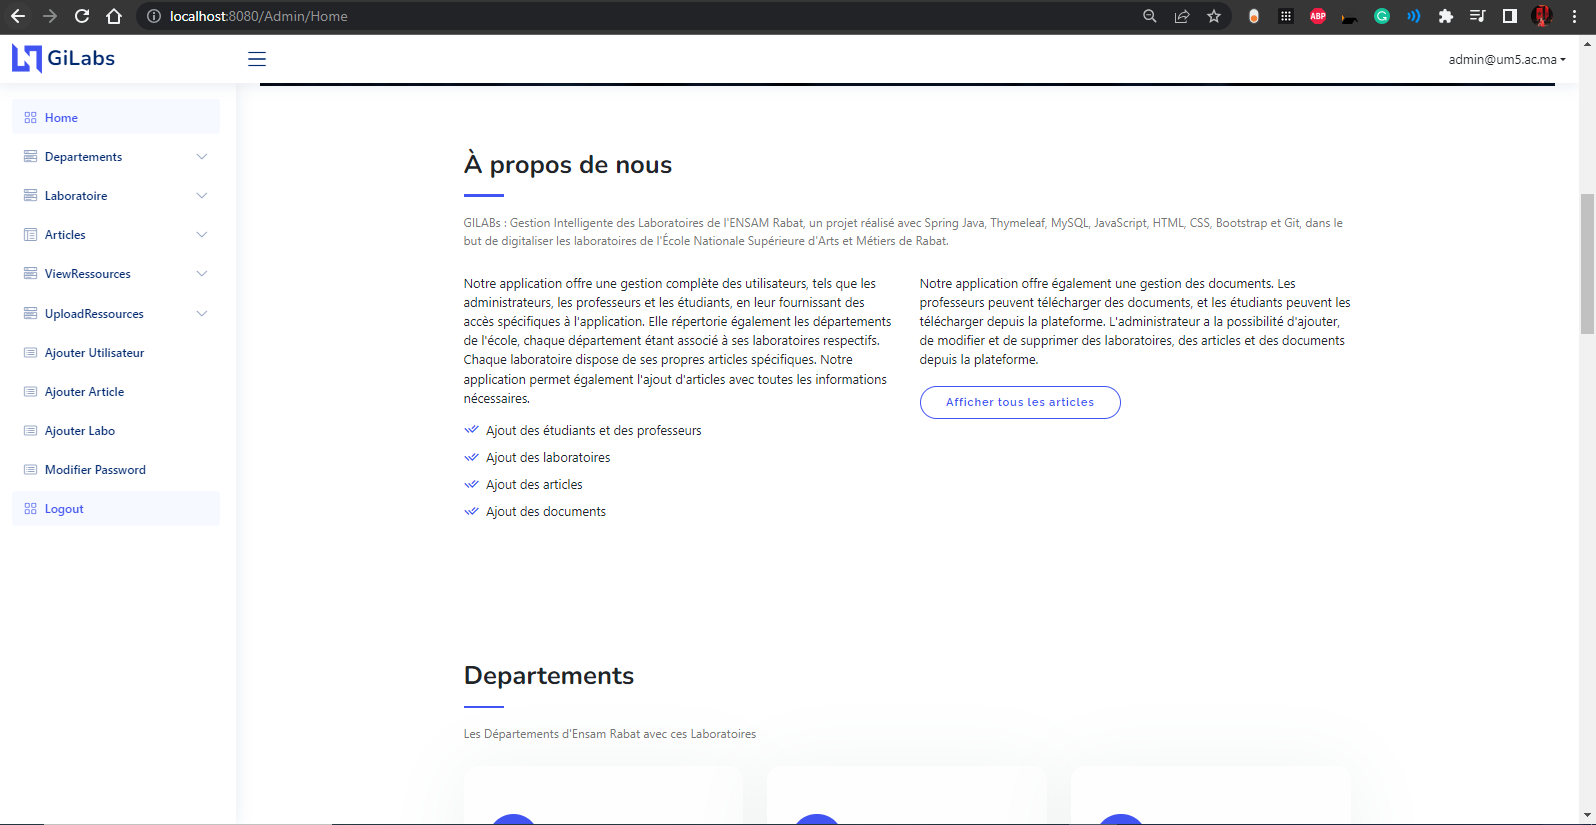 localhost:8080/Admin/Home
ABP
GiLabs
admin@um5.ac.ma
Home
Departements
Laboratoire
Articles
ViewRessources
UploadRessources
Ajouter Utilisateur
Ajouter Article
Ajouter Labo
Modifier Password
Logout
À propos de nous
GILABs : Gestion Intelligente des Laboratoires de l'ENSAM Rabat, un projet réalisé avec Spring Java, Thymeleaf, MySQL, JavaScript, HTML, CSS, Bootstrap et Git, dans le
but de digitaliser les laboratoires de l'École Nationale Supérieure d'Arts et Métiers de Rabat.
Notre application offre une gestion complète des utilisateurs, tels que les
administrateurs, les professeurs et les étudiants, en leur fournissant des
accès spécifiques à l'application. Elle répertorie également les départements
de l'école, chaque département étant associé à ses laboratoires respectifs.
Chaque laboratoire dispose de ses propres articles spécifiques. Notre
application permet également l'ajout d'articles avec toutes les informations
nécessaires.
Ajout des étudiants et des professeurs
Ajout des laboratoires
Ajout des articles
Ajout des documents
Notre application offre également une gestion des documents. Les
professeurs peuvent télécharger des documents, et les étudiants peuvent les
télécharger depuis la plateforme. L'administrateur a la possibilité d'ajouter,
de modifier et de supprimer des laboratoires, des articles et des documents
depuis la plateforme.
Afficher tous les articles
Departements
Les Départements d'Ensam Rabat avec ces Laboratoires